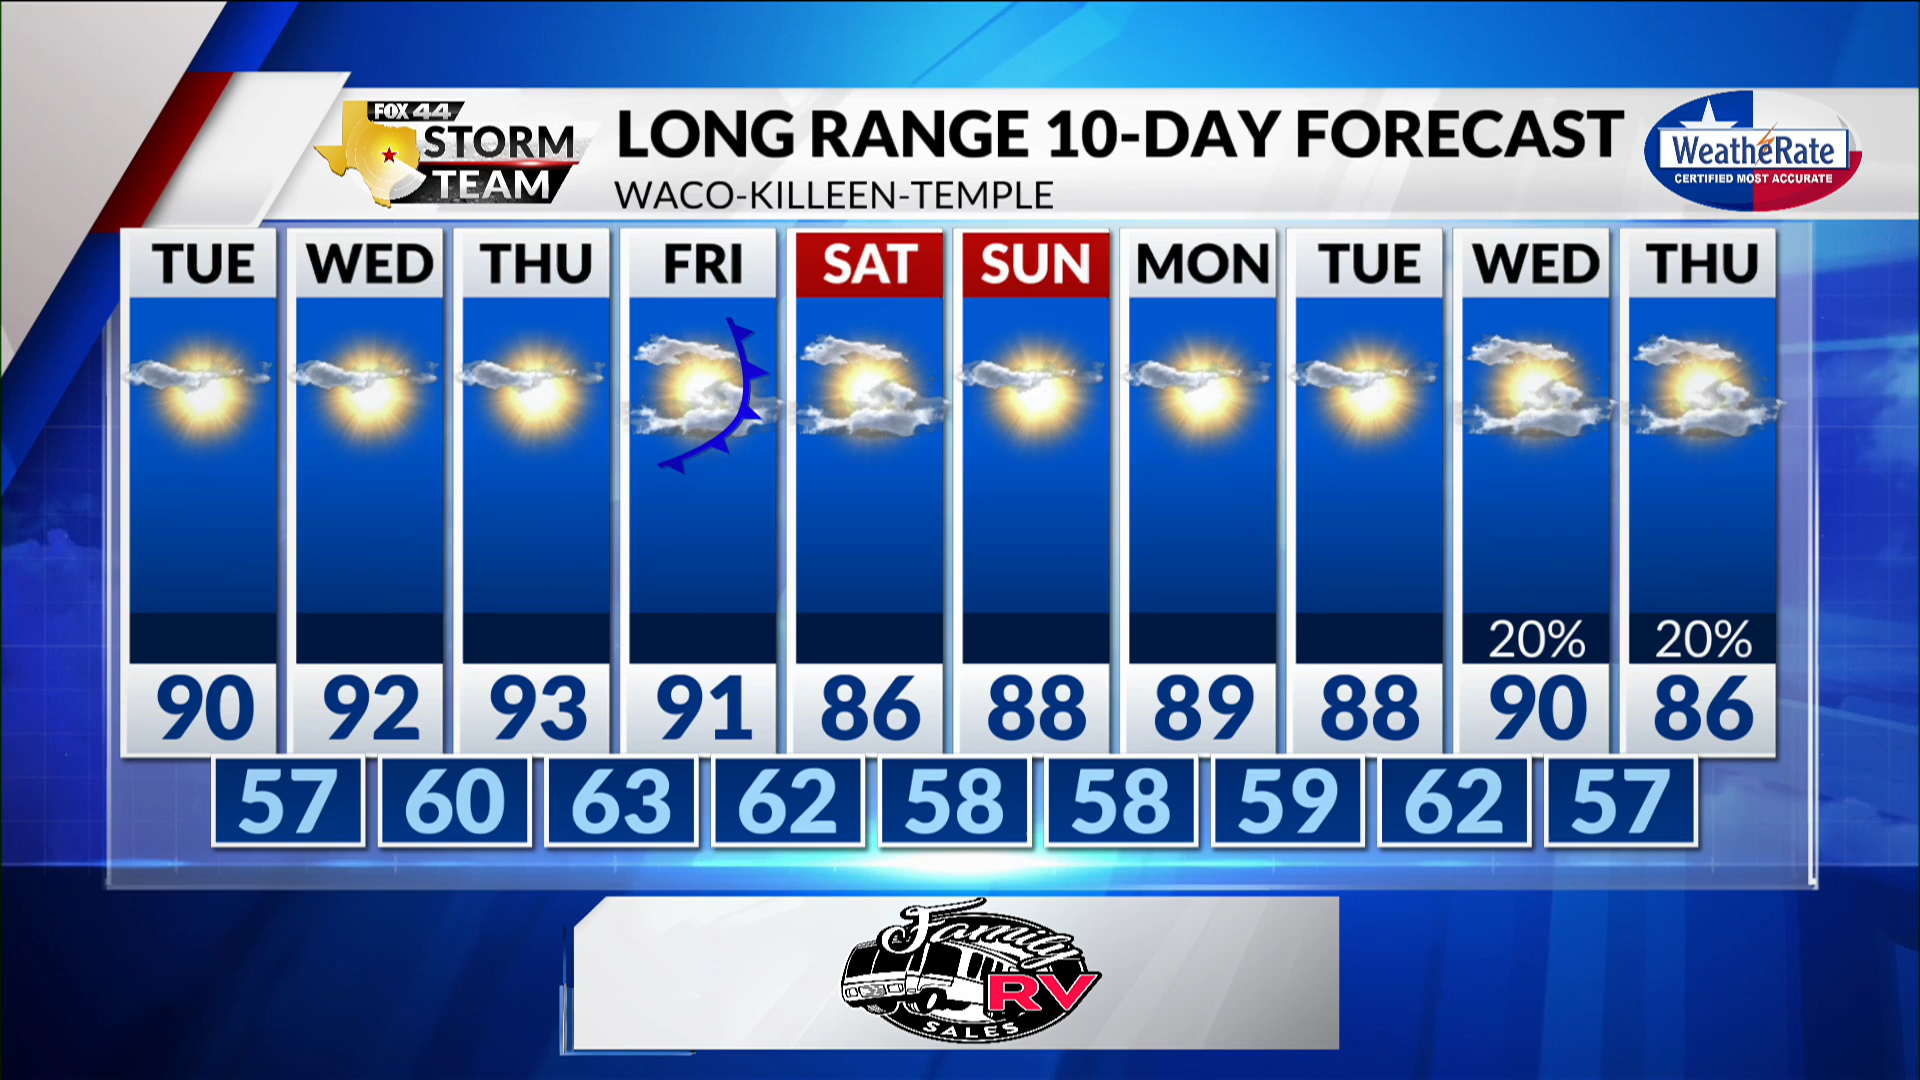 FOX 44
STORM
TEAM
LONG RANGE 10-DAY FORECAST
WACO-KILLEEN-TEMPLE
WeatheRate
CERTIFIED MOST ACCURATE
TUE WED THU FRI SAT SUN MON TUE WED THU
20% 20%
90 92 93 91 86 88 89 88 90 86
57 60 63 62 58 58 59 62 57
Family
RV
SALES